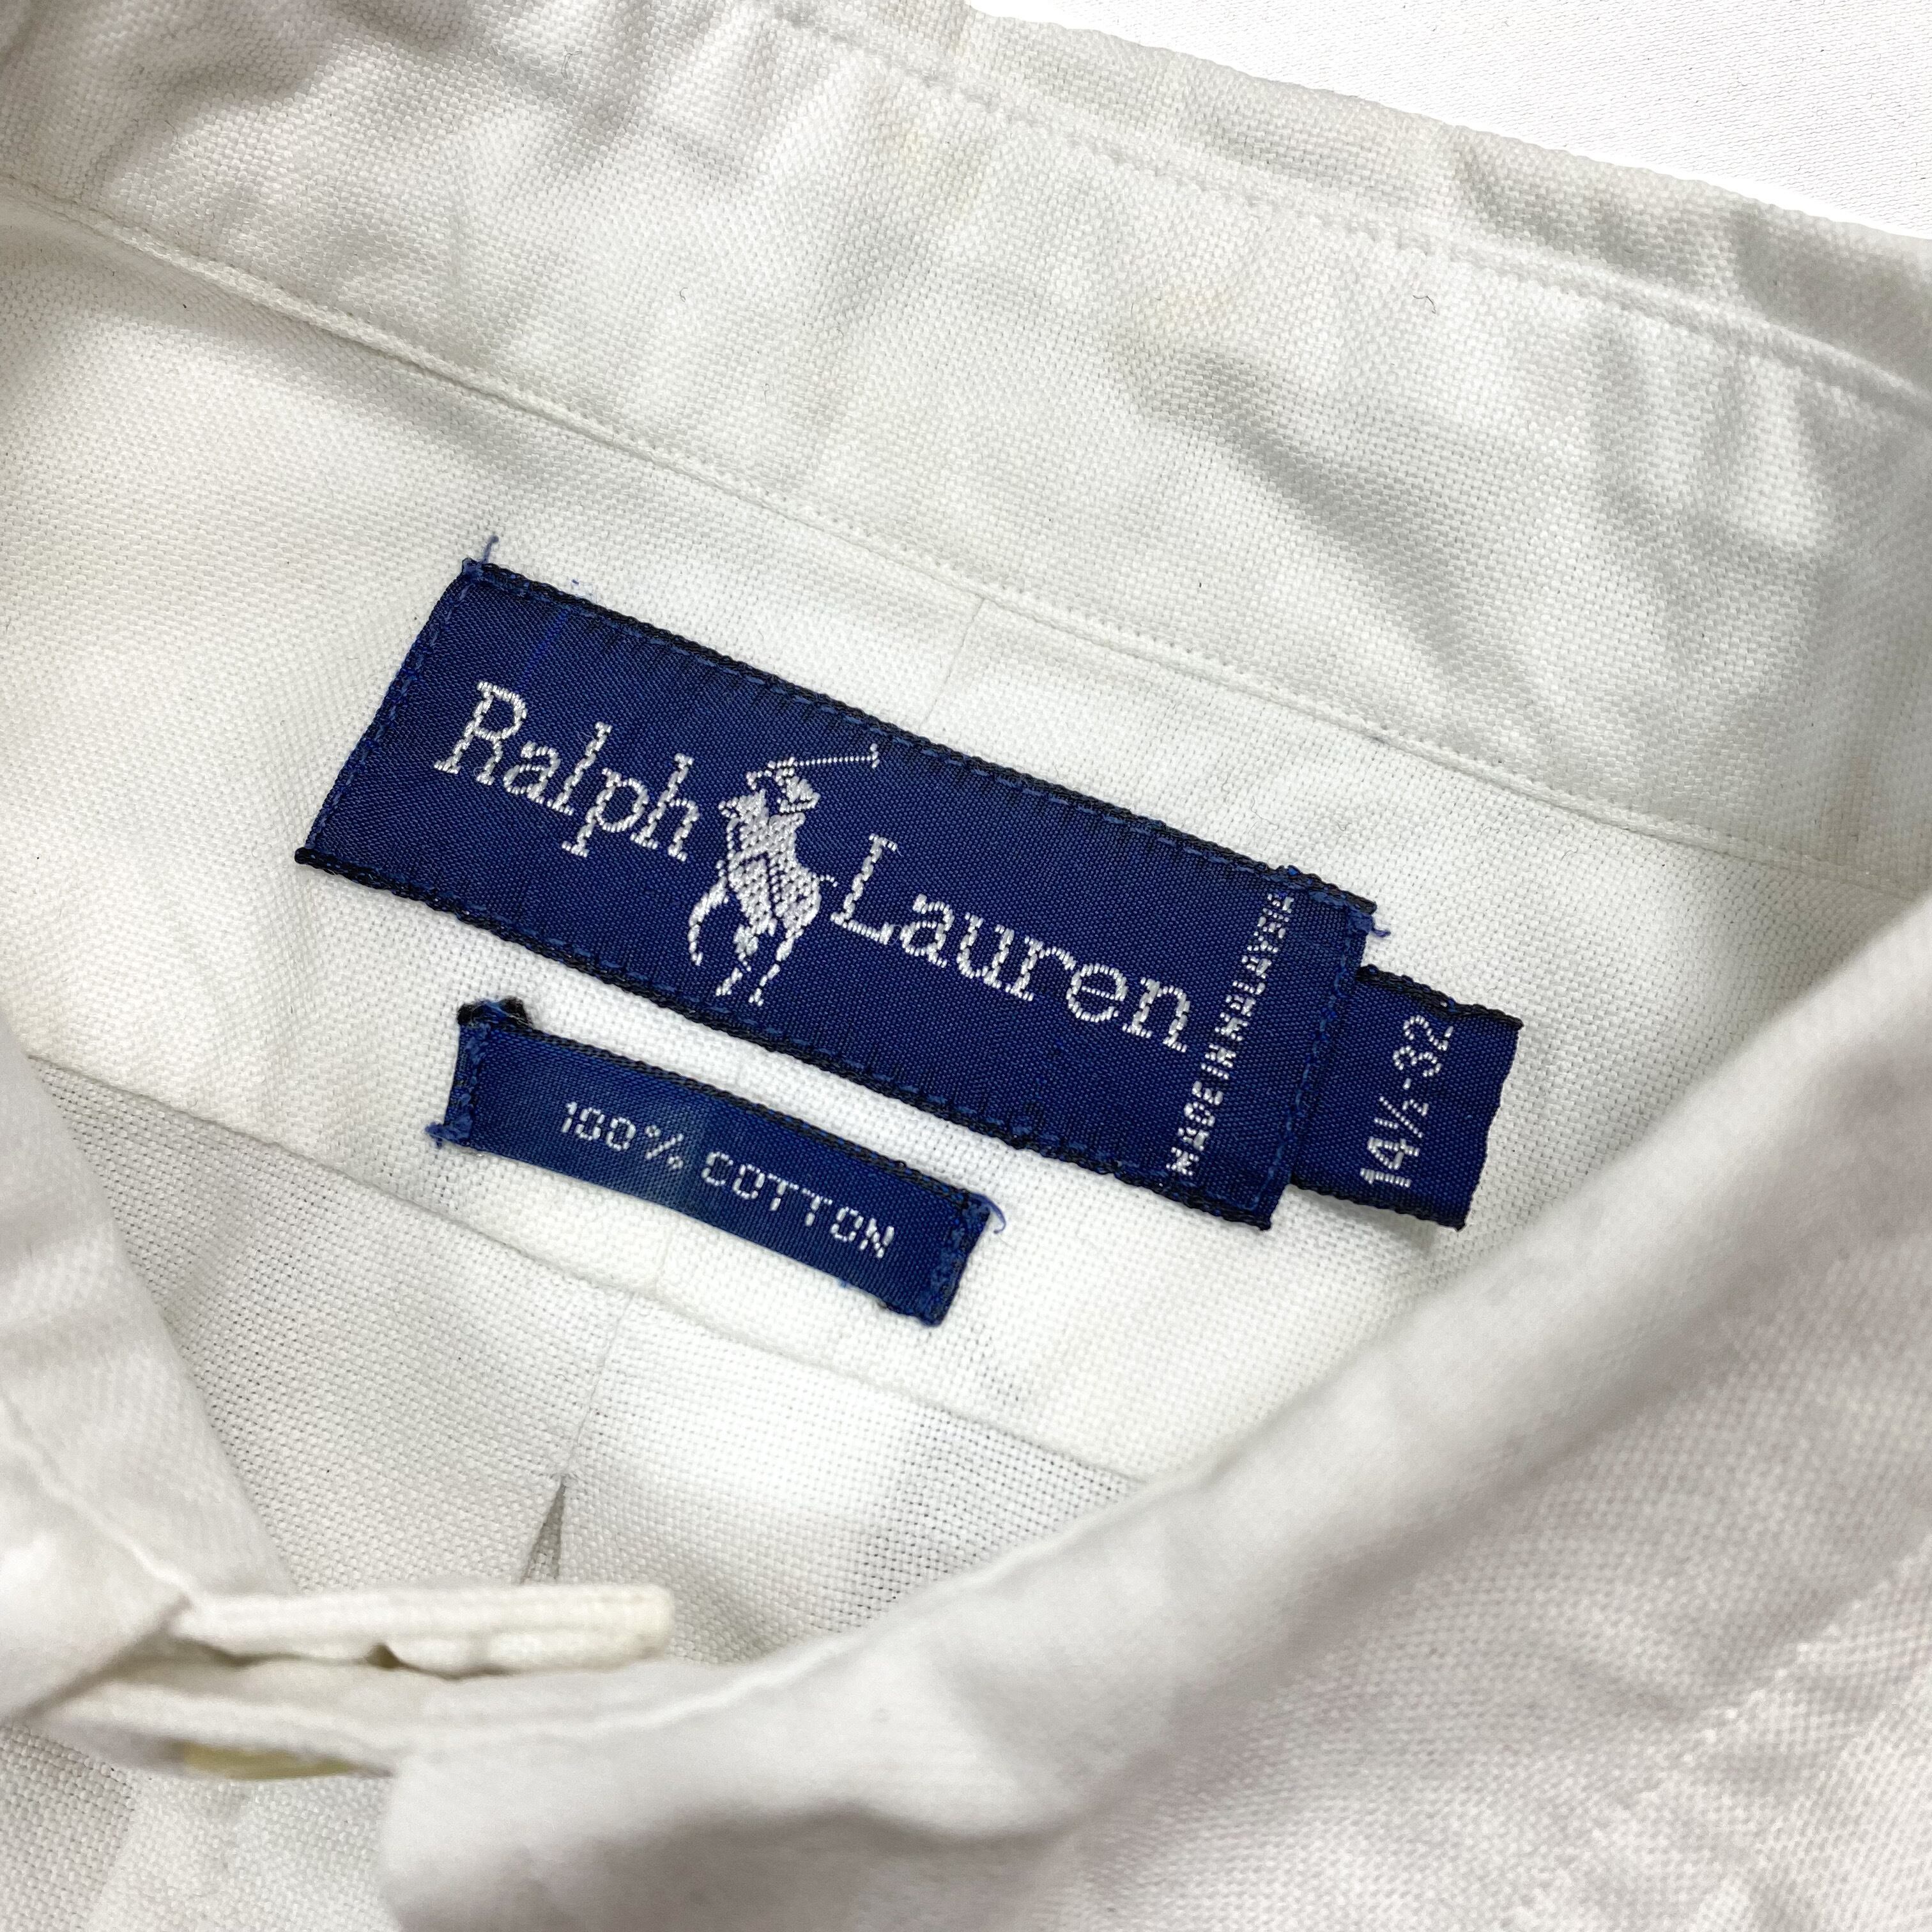 Ralph Lauren
MADE IN MALAYSIA
14½-32
100% COTTON